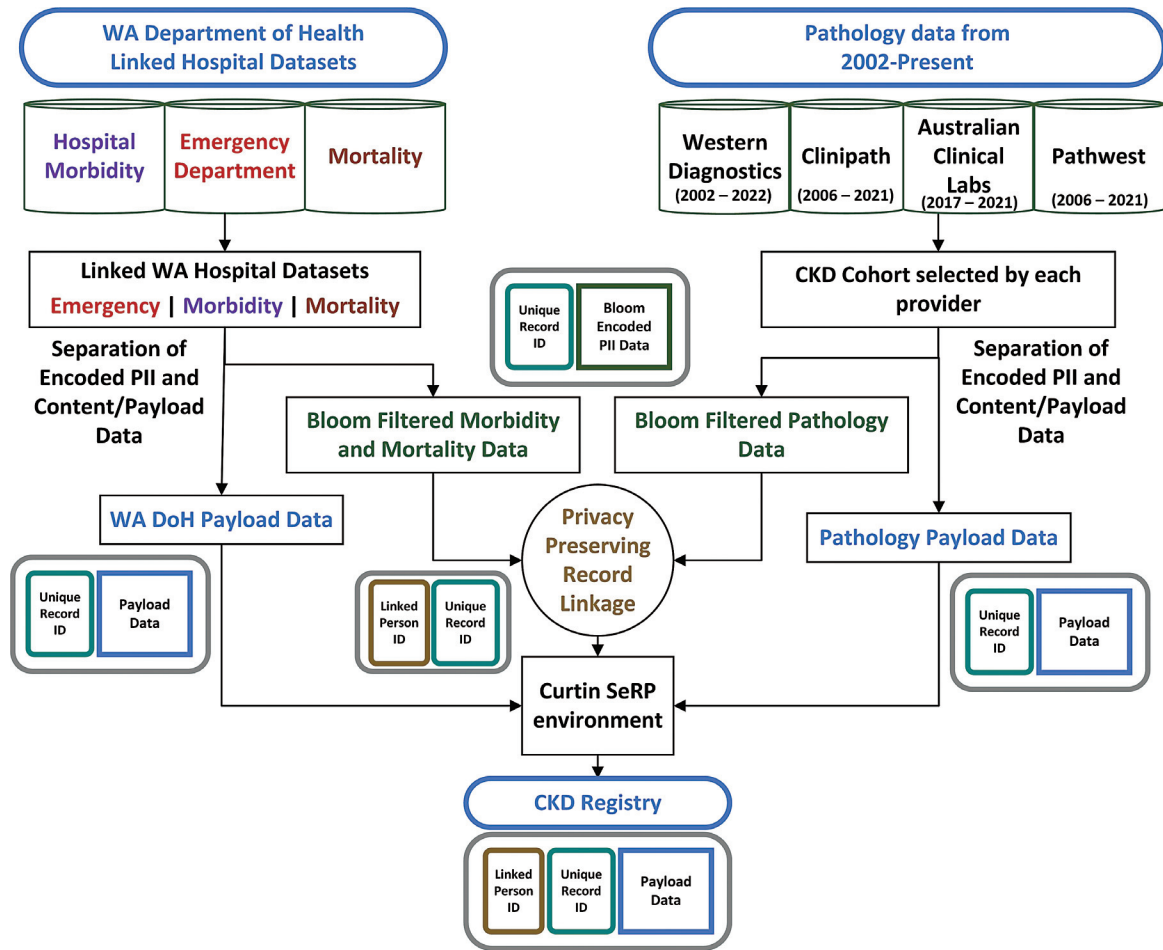 WA Department of Health
Linked Hospital Datasets
Pathology data from
2002-Present
Hospital
Morbidity
Emergency
Department
Mortality
Western
Diagnostics
(2002 – 2022)
Clinipath
(2006 – 2021)
Australian
Clinical
Labs
(2017 – 2021)
Pathwest
(2006 – 2021)
Linked WA Hospital Datasets
Emergency | Morbidity | Mortality
CKD Cohort selected by each
provider
Unique
Record
ID
Bloom
Encoded
PII Data
Separation of
Encoded PII and
Content/Payload
Data
Separation of
Encoded PII and
Content/Payload
Data
Bloom Filtered Morbidity
and Mortality Data
Bloom Filtered Pathology
Data
WA DoH Payload Data
Privacy
Preserving
Record
Linkage
Pathology Payload Data
Unique
Record
ID
Payload
Data
Linked
Person
ID
Unique
Record
ID
Unique
Record
ID
Payload
Data
Curtin SeRP
environment
CKD Registry
Linked
Person
ID
Unique
Record
ID
Payload
Data